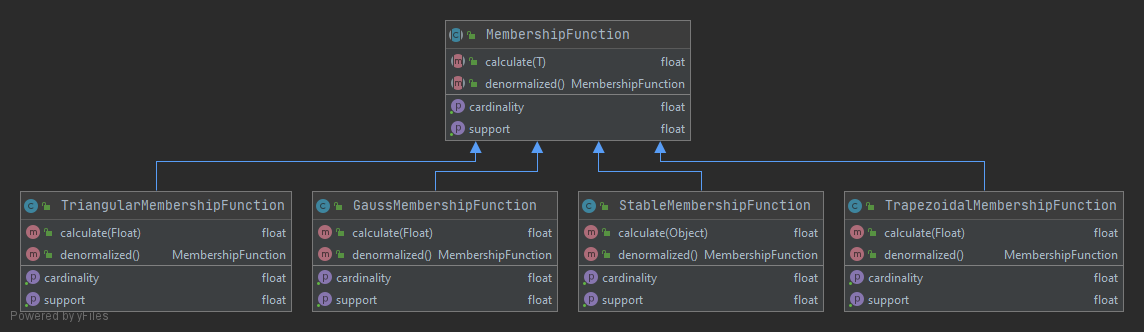 MembershipFunction
calculate(T) float
denormalized() MembershipFunction
cardinality float
support float
TriangularMembershipFunction
calculate(Float) float
denormalized() MembershipFunction
cardinality float
support float
GaussMembershipFunction
calculate(Float) float
denormalized() MembershipFunction
cardinality float
support float
StableMembershipFunction
calculate(Object) float
denormalized() MembershipFunction
cardinality float
support float
TrapezoidalMembershipFunction
calculate(Float) float
denormalized() MembershipFunction
cardinality float
support float
Powered by yFiles